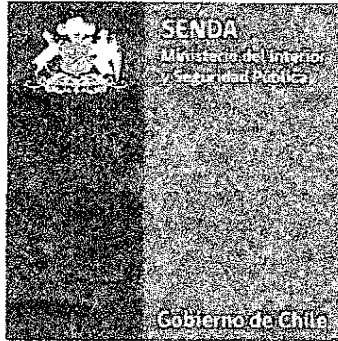 SENDA
Ministerio del Interior
y Seguridad Pública
Gobierno de Chile